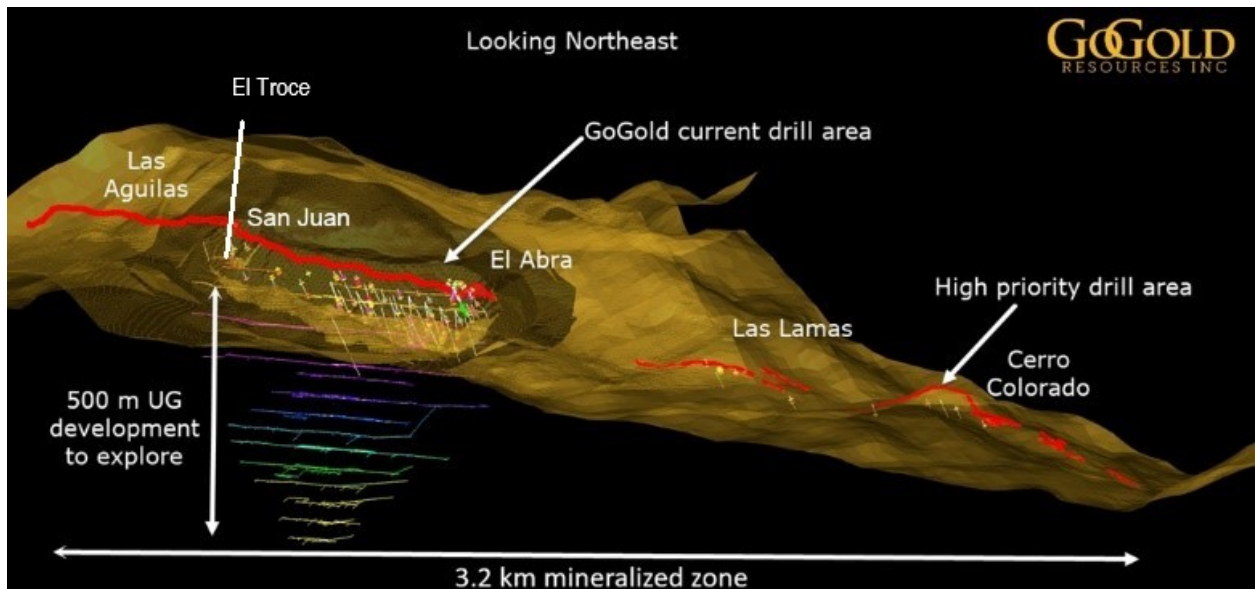 Looking Northeast
GOGOLD
RESOURCES INC
El Troce
GoGold current drill area
Las
Aguilas
San Juan
El Abra
High priority drill area
Las Lamas
Cerro
Colorado
500 m UG
development
to explore
3.2 km mineralized zone